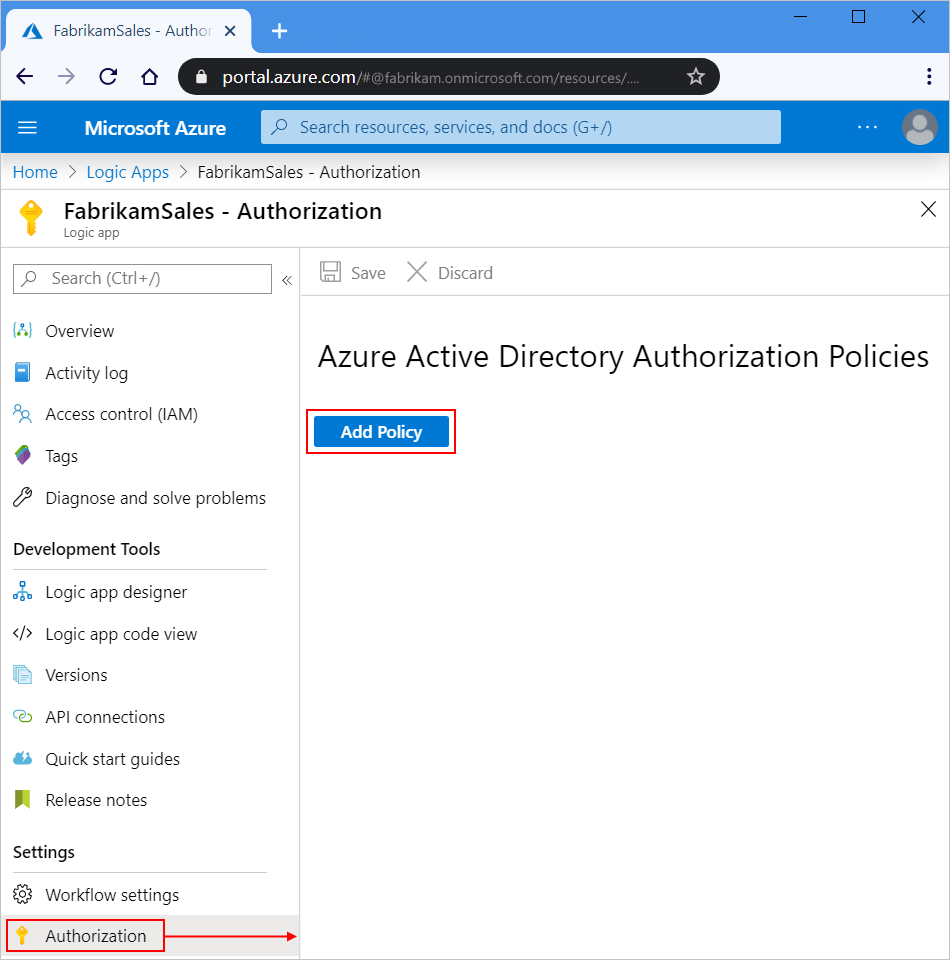 FabrikamSales - Author
portal.azure.com/#@fabrikam.onmicrosoft.com/resources/....
Microsoft Azure
Search resources, services, and docs (G+/)
Home > Logic Apps > FabrikamSales - Authorization
FabrikamSales - Authorization
Logic app
Search (Ctrl+/)
«
Save
Discard
Overview
Activity log
Access control (IAM)
Tags
Diagnose and solve problems
Development Tools
Logic app designer
Logic app code view
Versions
API connections
Quick start guides
Release notes
Settings
Workflow settings
Authorization
Azure Active Directory Authorization Policies
Add Policy